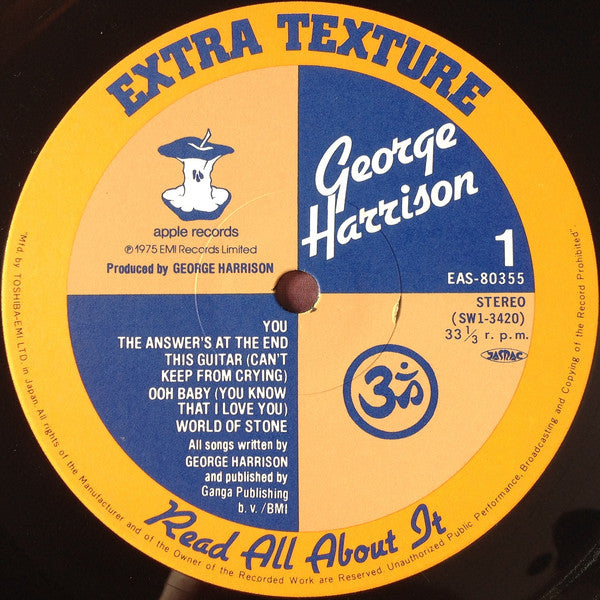 EXTRA TEXTURE
apple records
℗ 1975 EMI Records Limited
Produced by GEORGE HARRISON
George
Harrison
1
EAS-80355
STEREO
(SW1-3420)
33 1/3 r. p. m.
JASRAC
YOU
THE ANSWER'S AT THE END
THIS GUITAR (CAN'T
KEEP FROM CRYING)
OOH BABY (YOU KNOW
THAT I LOVE YOU)
WORLD OF STONE
All songs written by
GEORGE HARRISON
and published by
Ganga Publishing
b. v. /BMI
ॐ
Read All About It
"Mfd. by TOSHIBA-EMI LTD. in Japan. All rights of the Manufacturer and of the Owner of the Recorded Work are Reserved. Unauthorized Public Performance, Broadcasting and Copying of the Record Prohibited".